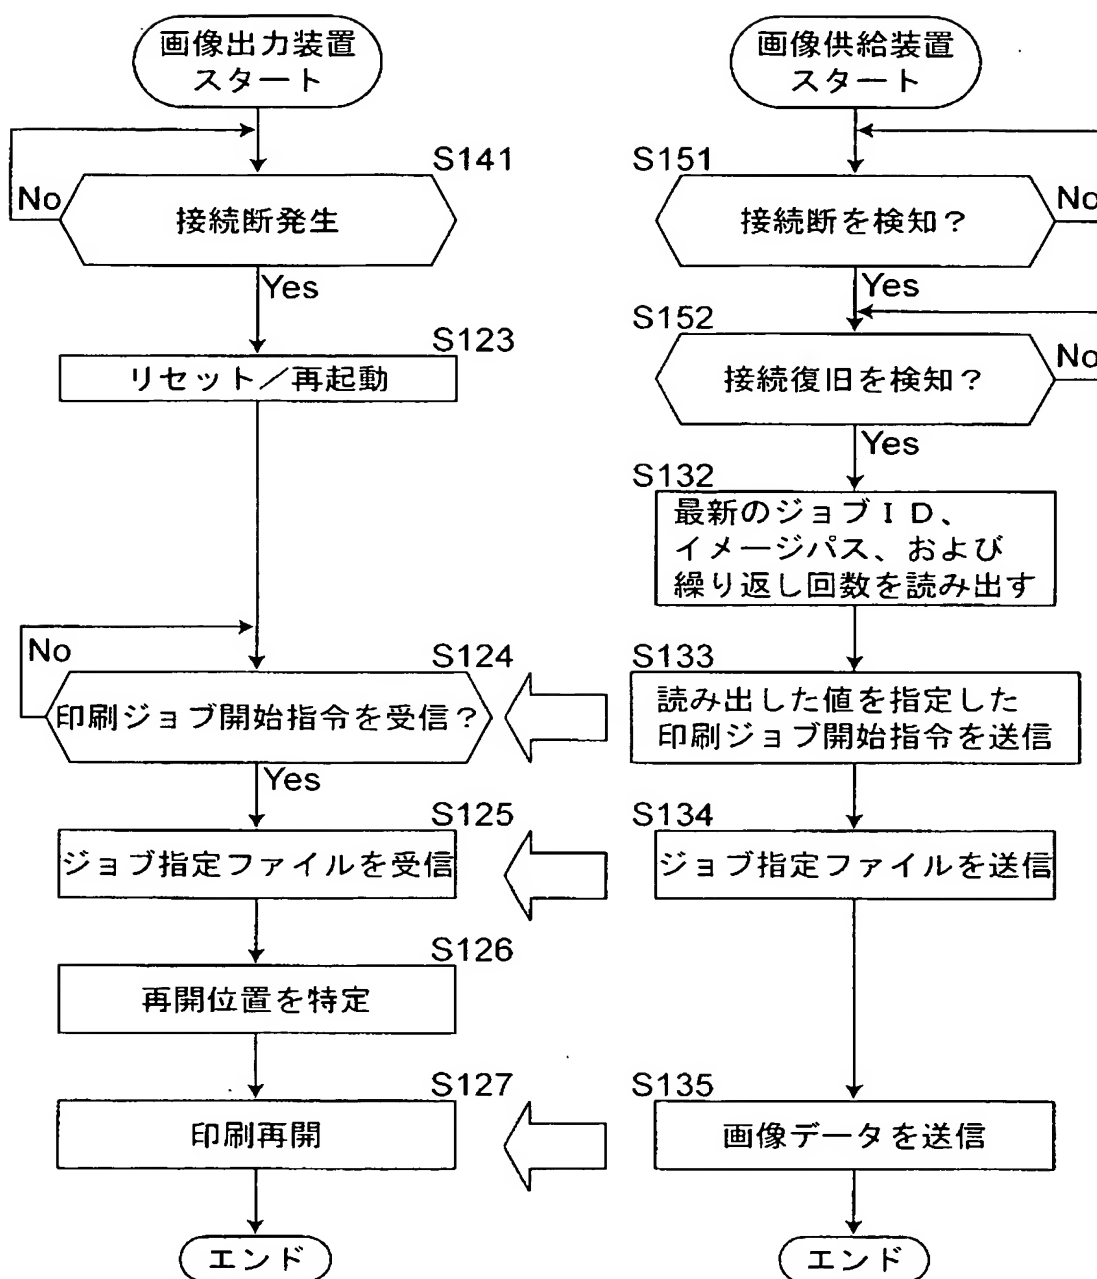 画像出力装置
スタート
S141
No
接続断発生
Yes
S123
リセット／再起動
No
S124
印刷ジョブ開始指令を受信？
Yes
S125
ジョブ指定ファイルを受信
S126
再開位置を特定
S127
印刷再開
エンド
画像供給装置
スタート
S151
No
接続断を検知？
Yes
S152
No
接続復旧を検知？
Yes
S132
最新のジョブＩＤ、
イメージパス、および
繰り返し回数を読み出す
S133
読み出した値を指定した
印刷ジョブ開始指令を送信
S134
ジョブ指定ファイルを送信
S135
画像データを送信
エンド